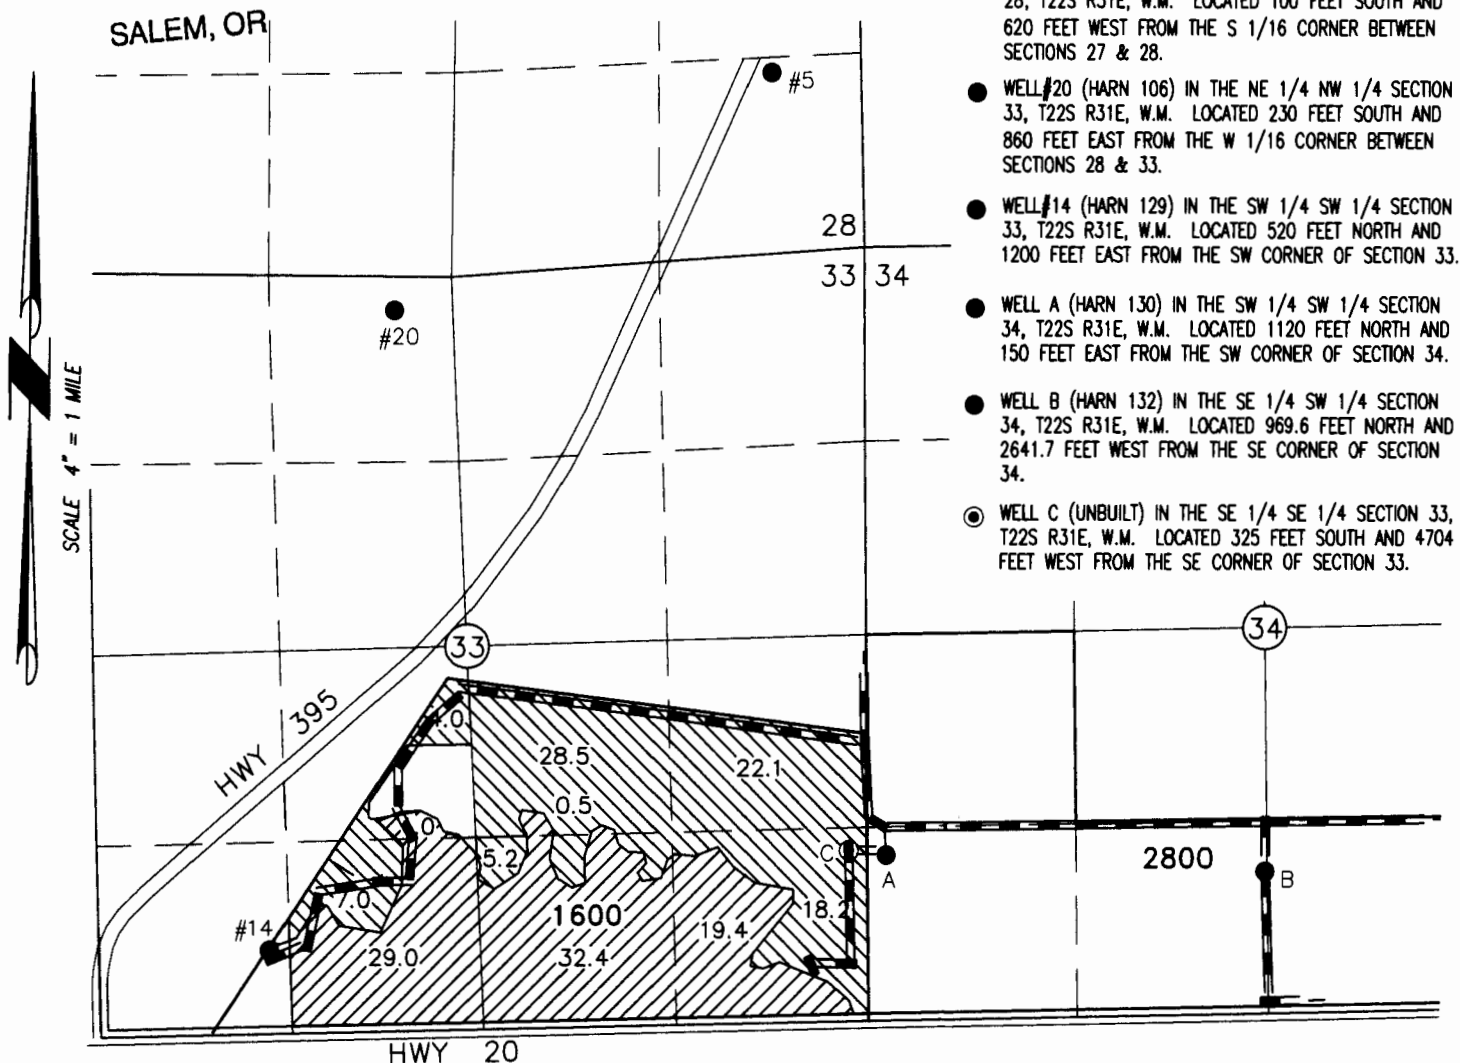 SALEM, OR
28, T22S R31E, W.M. LOCATED 100 FEET SOUTH AND
620 FEET WEST FROM THE S 1/16 CORNER BETWEEN
SECTIONS 27 & 28.
WELL #20 (HARN 106) IN THE NE 1/4 NW 1/4 SECTION
33, T22S R31E, W.M. LOCATED 230 FEET SOUTH AND
860 FEET EAST FROM THE W 1/16 CORNER BETWEEN
SECTIONS 28 & 33.
WELL #14 (HARN 129) IN THE SW 1/4 SW 1/4 SECTION
33, T22S R31E, W.M. LOCATED 520 FEET NORTH AND
1200 FEET EAST FROM THE SW CORNER OF SECTION 33.
WELL A (HARN 130) IN THE SW 1/4 SW 1/4 SECTION
34, T22S R31E, W.M. LOCATED 1120 FEET NORTH AND
150 FEET EAST FROM THE SW CORNER OF SECTION 34.
WELL B (HARN 132) IN THE SE 1/4 SW 1/4 SECTION
34, T22S R31E, W.M. LOCATED 969.6 FEET NORTH AND
2641.7 FEET WEST FROM THE SE CORNER OF SECTION
34.
WELL C (UNBUILT) IN THE SE 1/4 SE 1/4 SECTION 33,
T22S R31E, W.M. LOCATED 325 FEET SOUTH AND 4704
FEET WEST FROM THE SE CORNER OF SECTION 33.
#5
28
33 34
#20
N
SCALE 4" = 1 MILE
33
34
HWY 395
28.5
22.1
0.5
5.2
C
A
2800
B
7.0
1600
18.2
#14
29.0
32.4
19.4
HWY 20